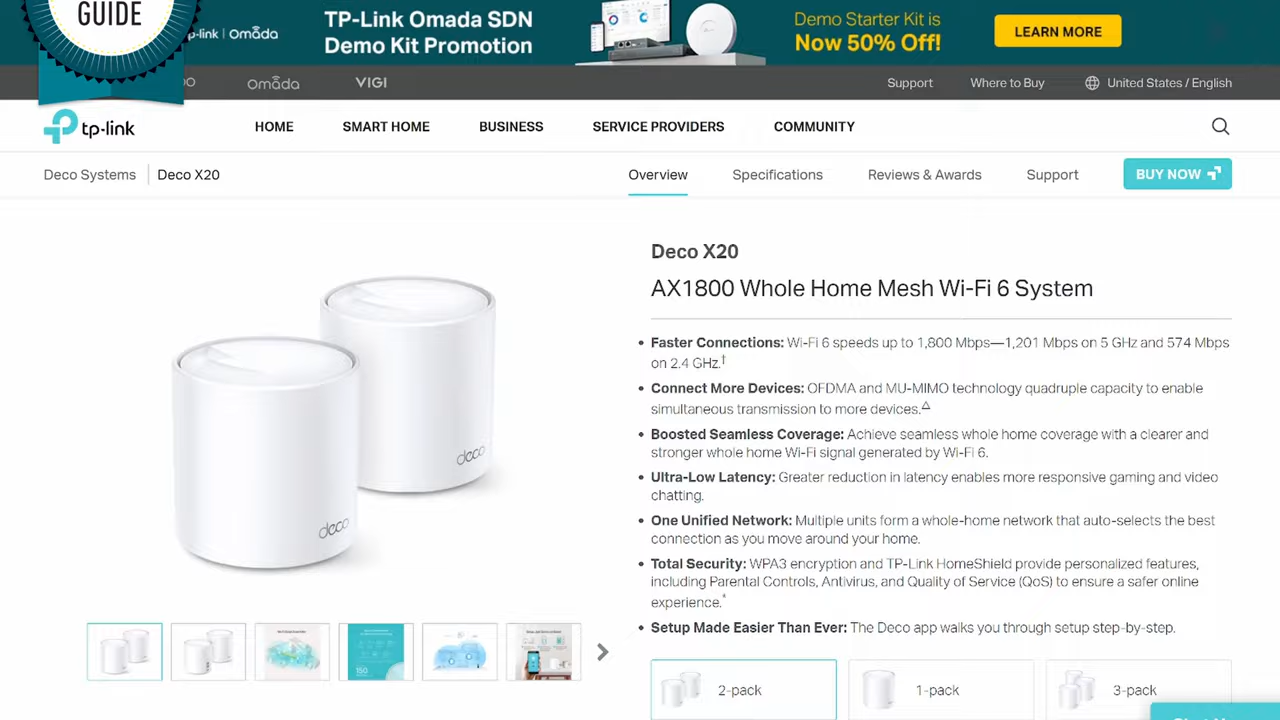 GUIDE
p-link | Omada
TP-Link Omada SDN
Demo Kit Promotion
Demo Starter Kit is
Now 50% Off!
LEARN MORE
omada
VIGI
Support
Where to Buy
United States / English
tp-link
HOME
SMART HOME
BUSINESS
SERVICE PROVIDERS
COMMUNITY
Deco Systems
Deco X20
Overview
Specifications
Reviews & Awards
Support
BUY NOW
Deco X20
AX1800 Whole Home Mesh Wi-Fi 6 System
• Faster Connections: Wi-Fi 6 speeds up to 1,800 Mbps—1,201 Mbps on 5 GHz and 574 Mbps
on 2.4 GHz.†
• Connect More Devices: OFDMA and MU-MIMO technology quadruple capacity to enable
simultaneous transmission to more devices.△
• Boosted Seamless Coverage: Achieve seamless whole home coverage with a clearer and
stronger whole home Wi-Fi signal generated by Wi-Fi 6.
• Ultra-Low Latency: Greater reduction in latency enables more responsive gaming and video
chatting.
• One Unified Network: Multiple units form a whole-home network that auto-selects the best
connection as you move around your home.
• Total Security: WPA3 encryption and TP-Link HomeShield provide personalized features,
including Parental Controls, Antivirus, and Quality of Service (QoS) to ensure a safer online
experience.*
• Setup Made Easier Than Ever: The Deco app walks you through setup step-by-step.
deco
deco
150
2-pack
1-pack
3-pack